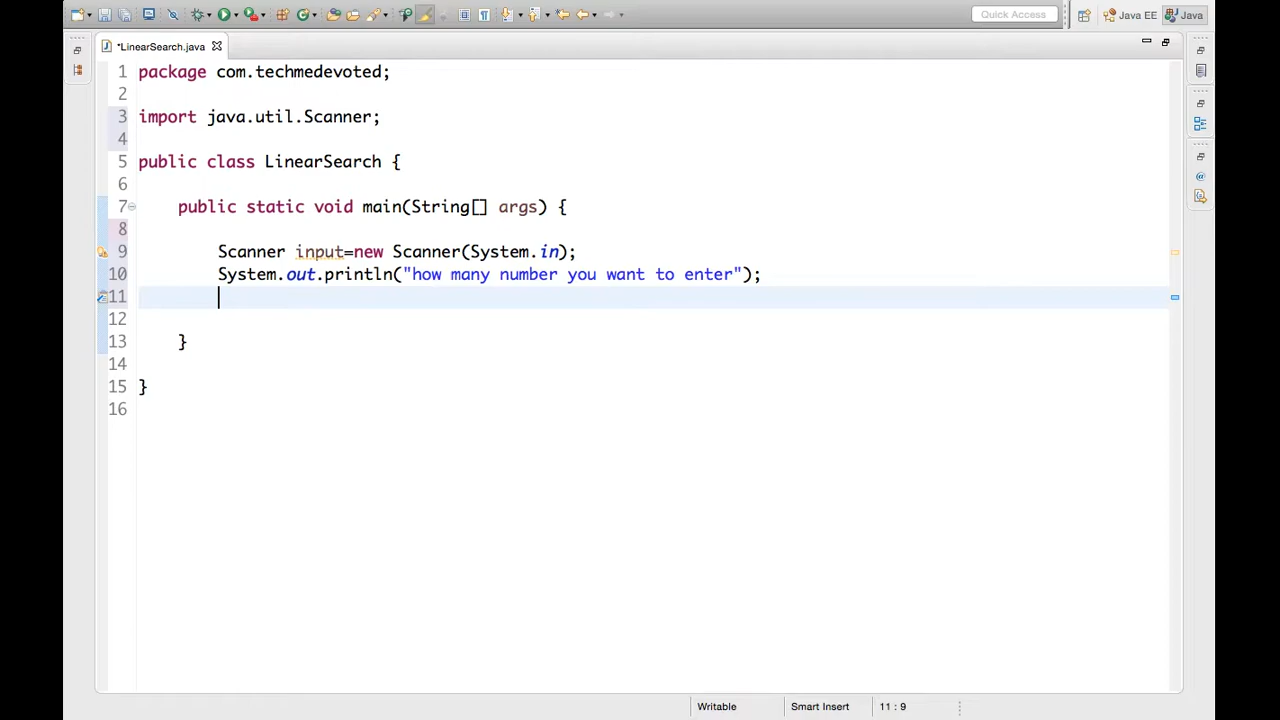 Quick Access
Java EE
Java
*LinearSearch.java
1 package com.techmedevoted;
2
3 import java.util.Scanner;
4
5 public class LinearSearch {
6
7 public static void main(String[] args) {
8
9 Scanner input=new Scanner(System.in);
10 System.out.println("how many number you want to enter");
11
12
13 }
14
15 }
16
Writable
Smart Insert
11 : 9